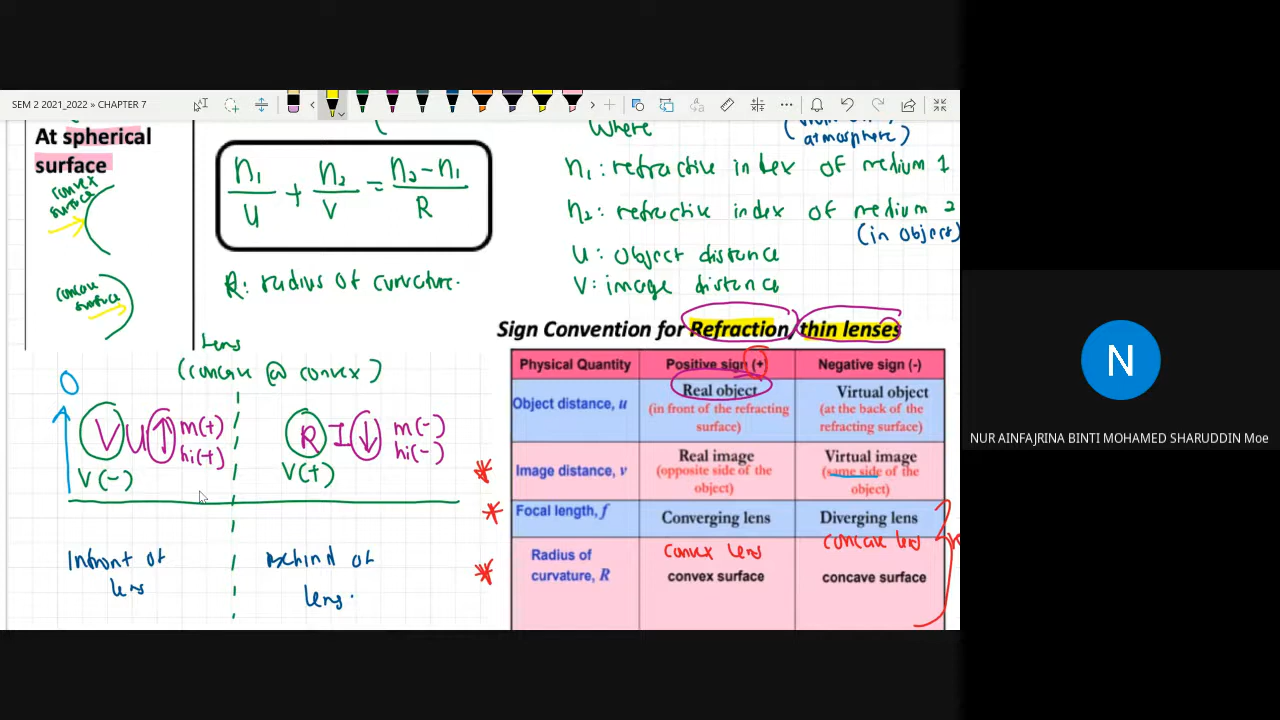 SEM 2 2021_2022 » CHAPTER 7
At spherical
surface
convex
surface
concave
surface
n₁/u + n₂/v = n₂-n₁/R
R: radius of curvature.
Where
atmosphere)
n₁: refractive index of medium 1
n₂: refractive index of medium 2
(in object)
u: object distance
v: image distance
Lens
(concave @ convex)
O
V U ↑ m(+)
hi(+)
V(-)
R I ↓ m(-)
hi(-)
V(+)
Infront of
lens
Behind of
lens.
Sign Convention for Refraction/thin lenses
Physical Quantity Positive sign (+) Negative sign (-)
Object distance, u
Real object
(in front of the refracting
surface)
Virtual object
(at the back of the
refracting surface)
Image distance, v
Real image
(opposite side of the
object)
Virtual image
(same side of the
object)
Focal length, f Converging lens Diverging lens
convex lens concave lens
Radius of
curvature, R
convex surface concave surface
N
NUR AINFAJRINA BINTI MOHAMED SHARUDDIN Moe